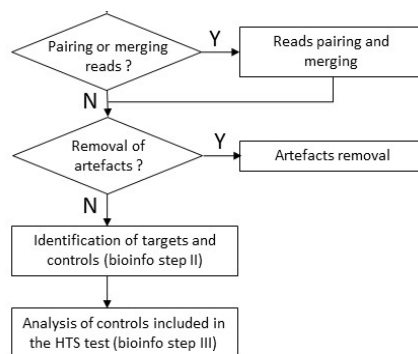 Pairing or merging
reads ?
Y
Reads pairing and
merging
N
Removal of
artefacts ?
Y
Artefacts removal
N
Identification of targets and
controls (bioinfo step II)
Analysis of controls included in
the HTS test (bioinfo step III)